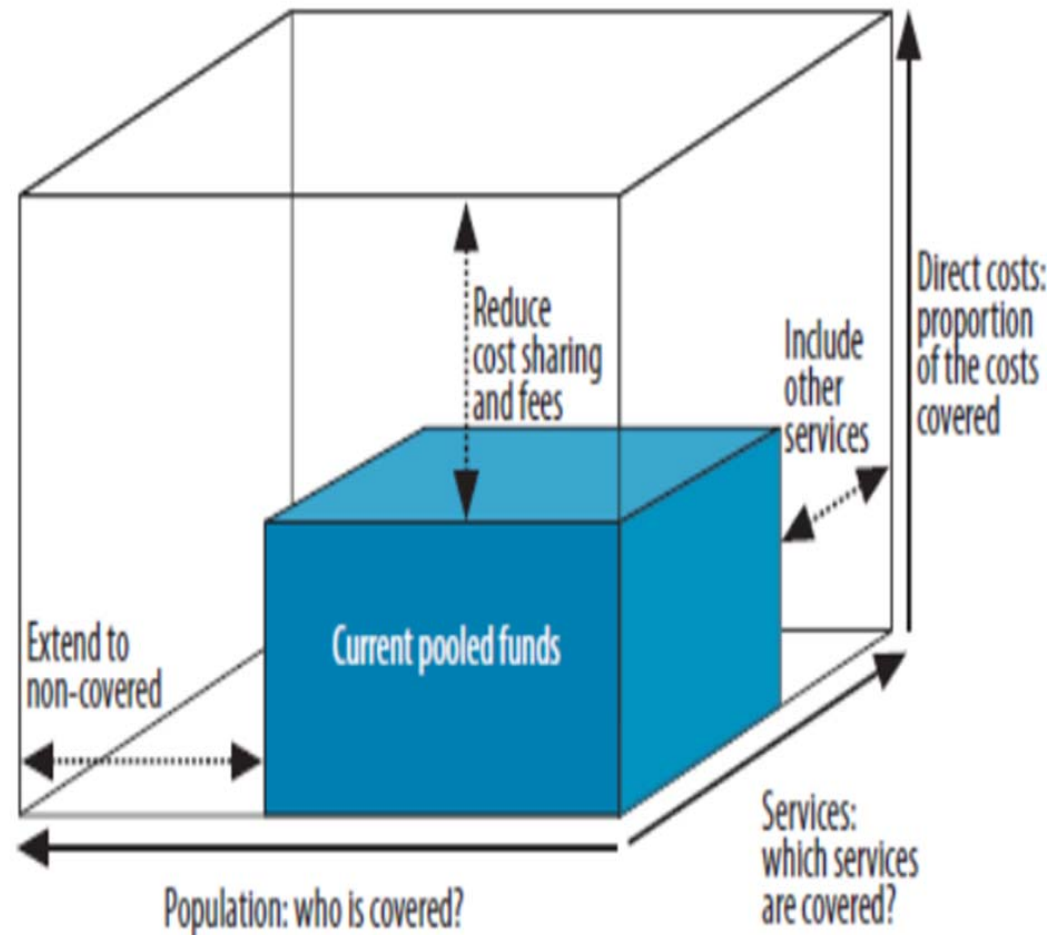 Reduce
cost sharing
and fees
Include
other
services
Direct costs:
proportion
of the costs
covered
Extend to
non-covered
Current pooled funds
Services:
which services
are covered?
Population: who is covered?